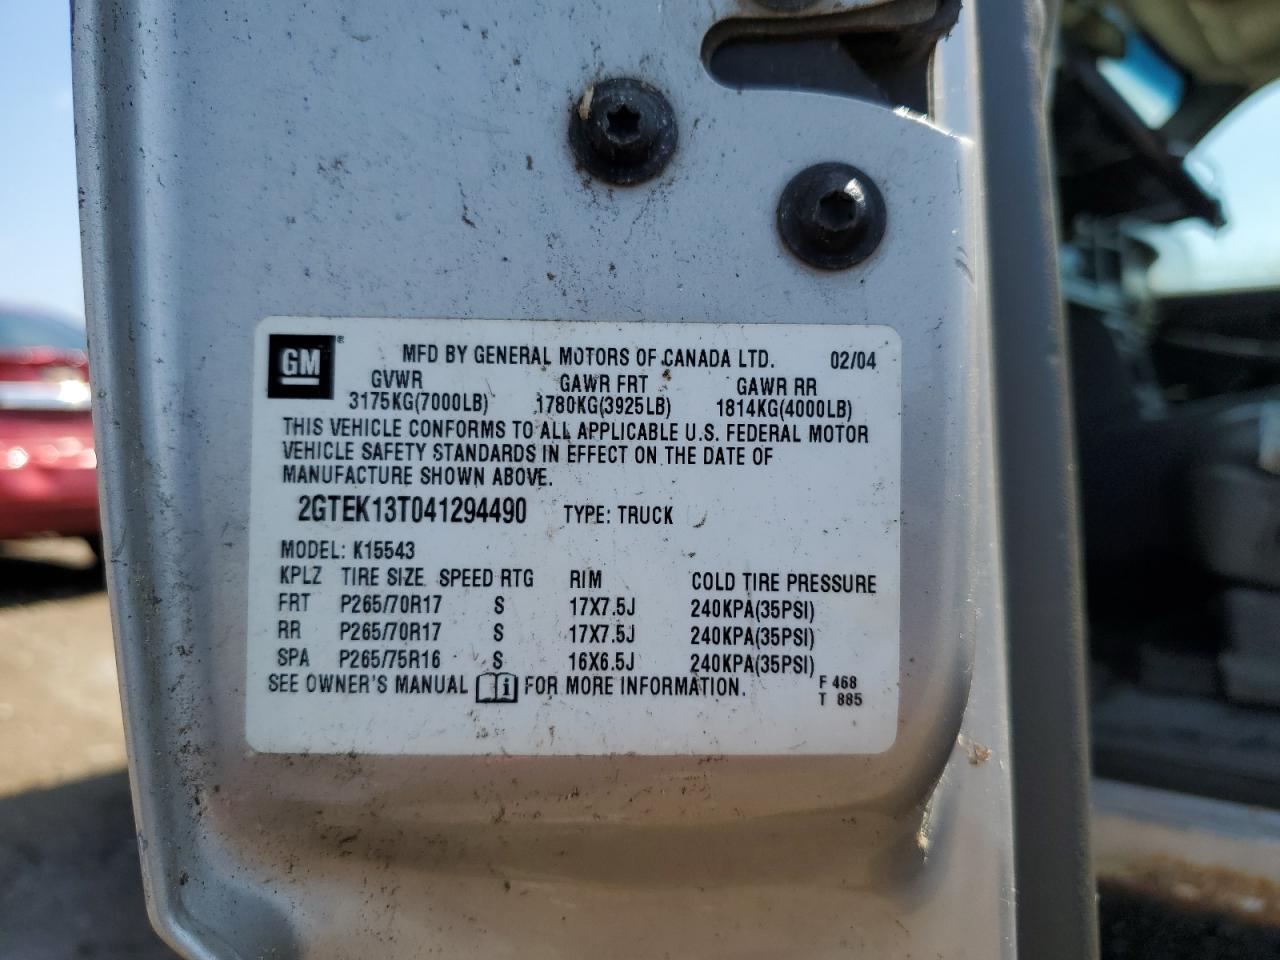 GM ® MFD BY GENERAL MOTORS OF CANADA LTD. 02/04
GVWR GAWR FRT GAWR RR
3175KG(7000LB) 1780KG(3925LB) 1814KG(4000LB)
THIS VEHICLE CONFORMS TO ALL APPLICABLE U.S. FEDERAL MOTOR
VEHICLE SAFETY STANDARDS IN EFFECT ON THE DATE OF
MANUFACTURE SHOWN ABOVE.
2GTEK13T041294490 TYPE: TRUCK
MODEL: K15543
KPLZ TIRE SIZE SPEED RTG RIM COLD TIRE PRESSURE
FRT P265/70R17 S 17X7.5J 240KPA(35PSI)
RR P265/70R17 S 17X7.5J 240KPA(35PSI)
SPA P265/75R16 S 16X6.5J 240KPA(35PSI)
SEE OWNER'S MANUAL i FOR MORE INFORMATION. F 468
T 885